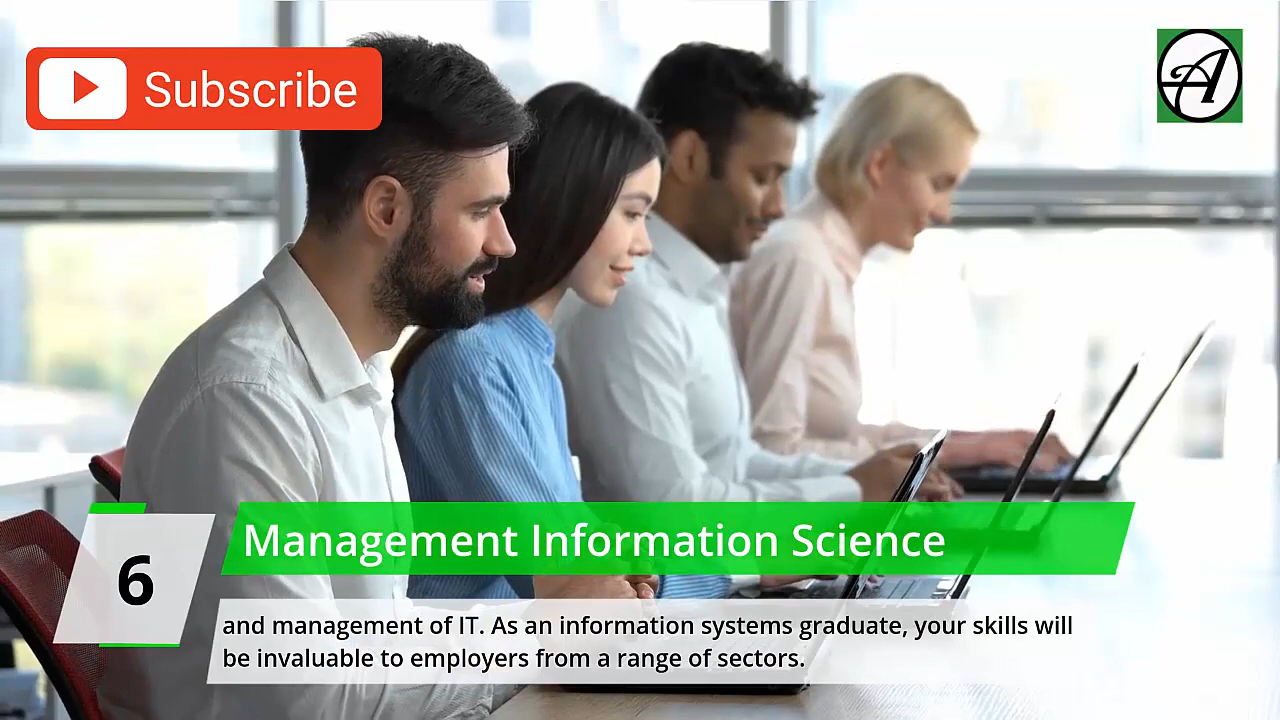 Subscribe
A
Management Information Science
6
and management of IT. As an information systems graduate, your skills will
be invaluable to employers from a range of sectors.